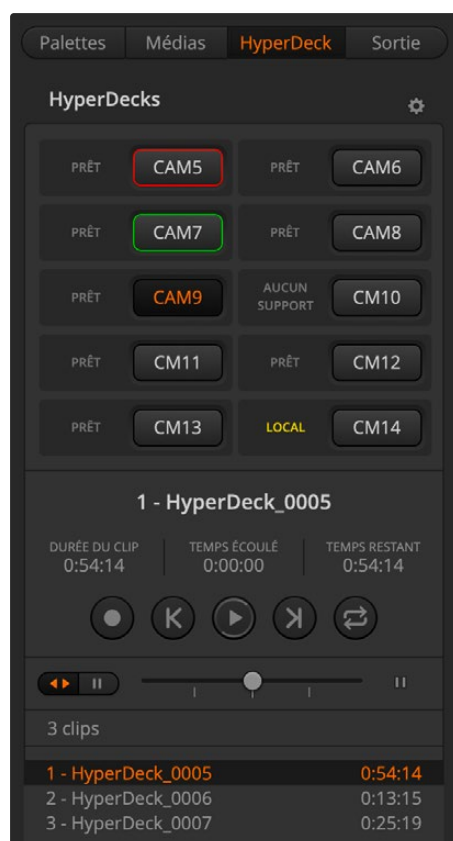 Palettes Médias HyperDeck Sortie
HyperDecks
PRÊT CAM5 PRÊT CAM6
PRÊT CAM7 PRÊT CAM8
PRÊT CAM9 AUCUN SUPPORT CM10
PRÊT CM11 PRÊT CM12
PRÊT CM13 LOCAL CM14
1 - HyperDeck_0005
DURÉE DU CLIP TEMPS ÉCOULÉ TEMPS RESTANT
0:54:14 0:00:00 0:54:14
3 clips
1 - HyperDeck_0005 0:54:14
2 - HyperDeck_0006 0:13:15
3 - HyperDeck_0007 0:25:19